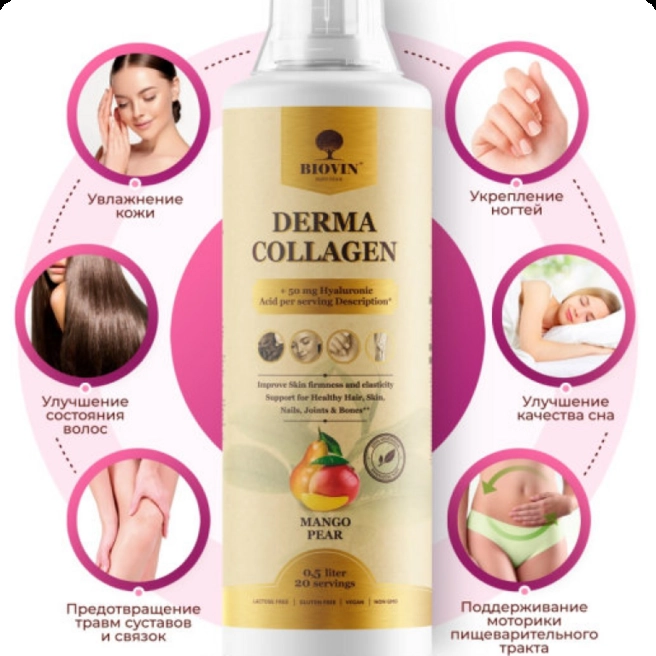 Увлажнение
кожи
Укрепление
ногтей
Улучшение
состояния
волос
Улучшение
качества сна
Предотвращение
травм суставов
и связок
Поддерживание
моторики
пищеварительного
тракта
BIOVIN™
DERMA
COLLAGEN
+ 50 mg Hyaluronic
Acid per serving Description*
Improve Skin firmness and elasticity
Support for Healthy Hair, Skin,
Nails, Joints & Bones**
MANGO
PEAR
0,5 liter
20 servings
LACTOSE FREE | GLUTEN FREE | VEGAN | NON-GMO